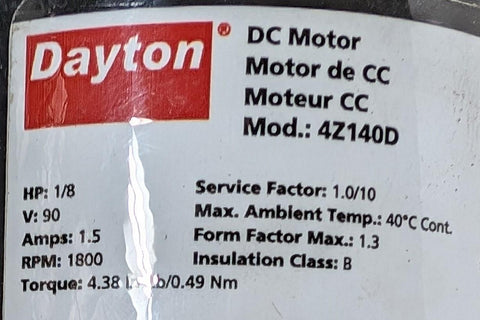 Dayton®
DC Motor
Motor de CC
Moteur CC
Mod.: 4Z140D
HP: 1/8
V: 90
Amps: 1.5
RPM: 1800
Torque: 4.38 /0.49 Nm
Service Factor: 1.0/10
Max. Ambient Temp.: 40°C Cont.
Form Factor Max.: 1.3
Insulation Class: B